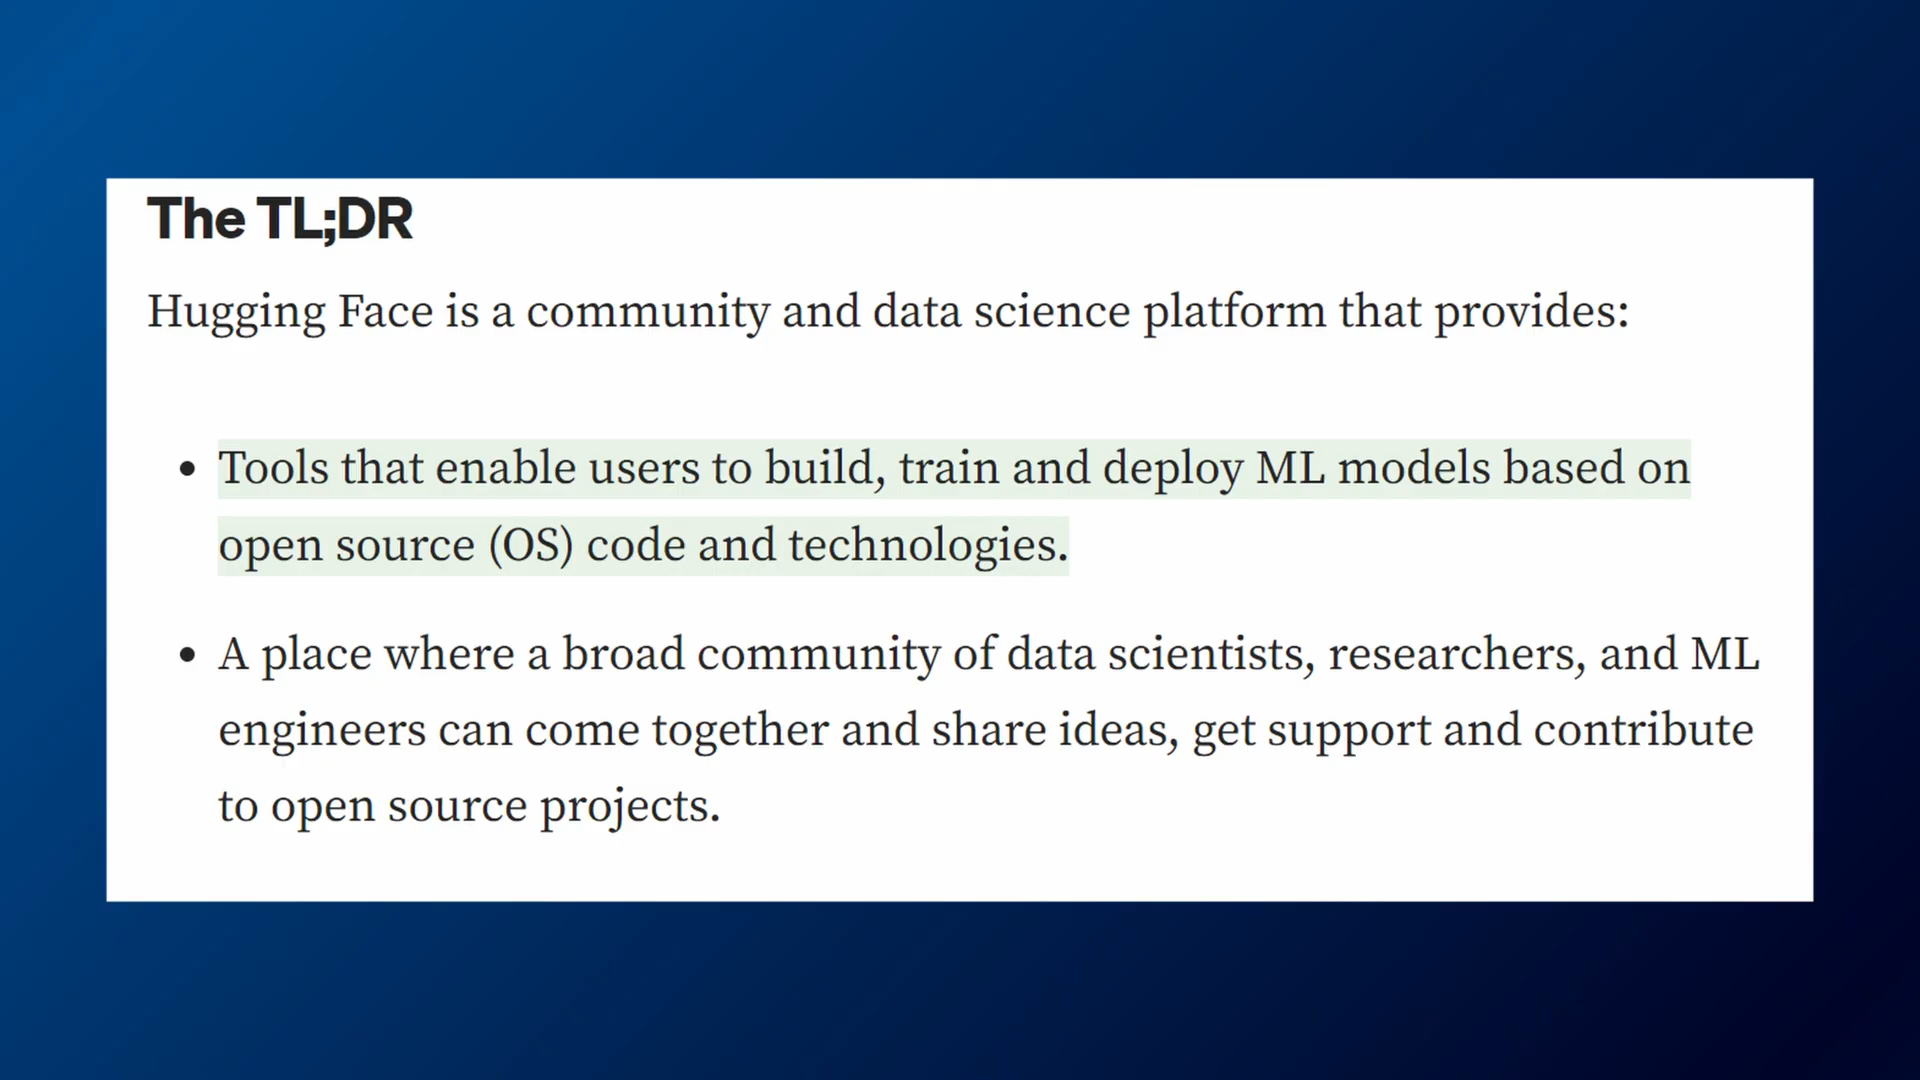 The TL;DR
Hugging Face is a community and data science platform that provides:
• Tools that enable users to build, train and deploy ML models based on
open source (OS) code and technologies.
• A place where a broad community of data scientists, researchers, and ML
engineers can come together and share ideas, get support and contribute
to open source projects.